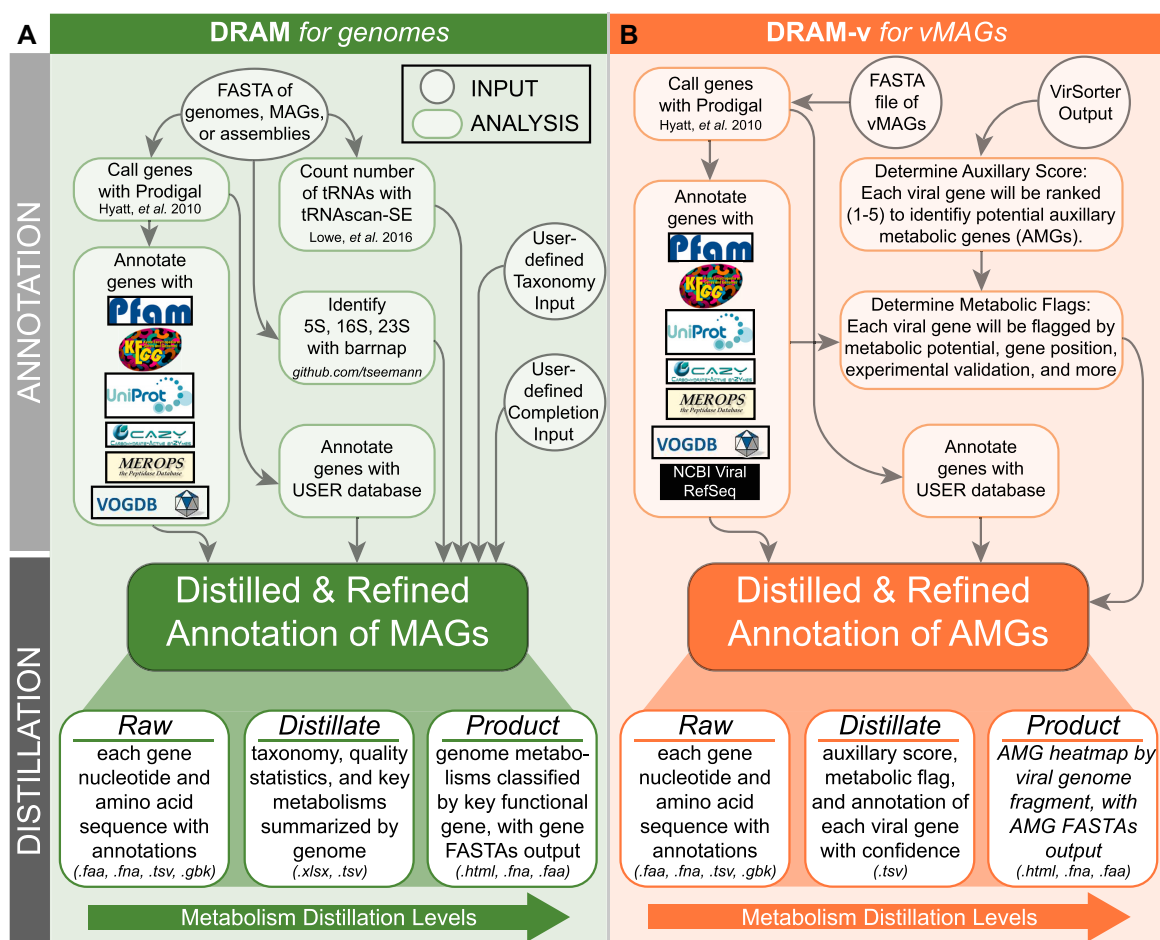 A
DRAM for genomes
ANNOTATION
DISTILLATION
FASTA of
genomes, MAGs,
or assemblies
INPUT
ANALYSIS
Call genes
with Prodigal
Hyatt, et al. 2010
Count number
of tRNAs with
tRNAscan-SE
Lowe, et al. 2016
Annotate
genes with
Pfam
KEGG
UniProt
CAZY
CARBOHYDRATE-ACTIVE ENZYMES
MEROPS
the Peptidase Database
VOGDB
Identify
5S, 16S, 23S
with barrnap
github.com/tseemann
Annotate
genes with
USER database
User-
defined
Taxonomy
Input
User-
defined
Completion
Input
Distilled & Refined
Annotation of MAGs
Raw
each gene
nucleotide and
amino acid
sequence with
annotations
(.faa, .fna, .tsv, .gbk)
Distillate
taxonomy, quality
statistics, and key
metabolisms
summarized by
genome
(.xlsx, .tsv)
Product
genome metabo-
lisms classified
by key functional
gene, with gene
FASTAs output
(.html, .fna, .faa)
Metabolism Distillation Levels
B
DRAM-v for vMAGs
Call genes
with Prodigal
Hyatt, et al. 2010
FASTA
file of
vMAGs
VirSorter
Output
Annotate
genes with
Pfam
KEGG
UniProt
CAZY
CARBOHYDRATE-ACTIVE ENZYMES
MEROPS
the Peptidase Database
VOGDB
NCBI Viral
RefSeq
Determine Auxillary Score:
Each viral gene will be ranked
(1-5) to identifiy potential auxillary
metabolic genes (AMGs).
Determine Metabolic Flags:
Each viral gene will be flagged by
metabolic potential, gene position,
experimental validation, and more
Annotate
genes with
USER database
Distilled & Refined
Annotation of AMGs
Raw
each gene
nucleotide and
amino acid
sequence with
annotations
(.faa, .fna, .tsv, .gbk)
Distillate
auxillary score,
metabolic flag,
and annotation of
each viral gene
with confidence
(.tsv)
Product
AMG heatmap by
viral genome
fragment, with
AMG FASTAs
output
(.html, .fna, .faa)
Metabolism Distillation Levels